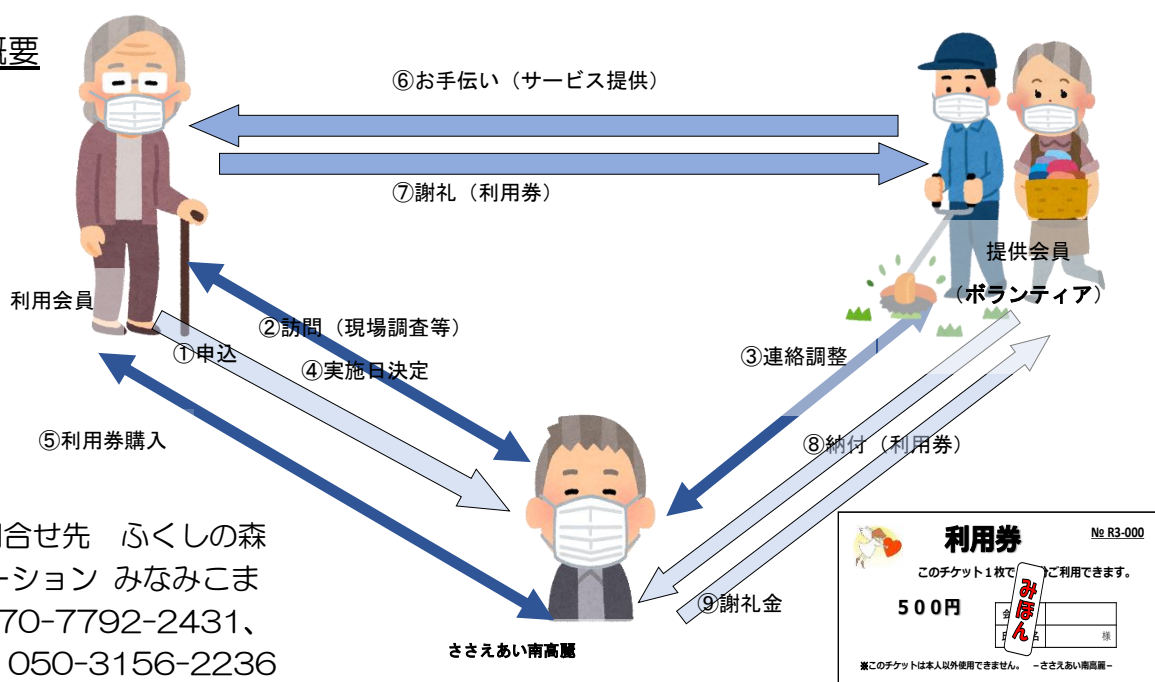 要
⑥お手伝い（サービス提供）
⑦謝礼（利用券）
提供会員
（ボランティア）
利用会員
②訪問（現場調査等）
①申込
④実施日決定
③連絡調整
⑤利用券購入
⑧納付（利用券）
合せ先　ふくしの森
ーション みなみこま
70-7792-2431、
050-3156-2236
⑨謝礼金
ささえあい南高麗
利用券
№ R3-000
このチケット１枚で ご利用できます。
５００円
みほん
名
様
※このチケットは本人以外使用できません。 －ささえあい南高麗－